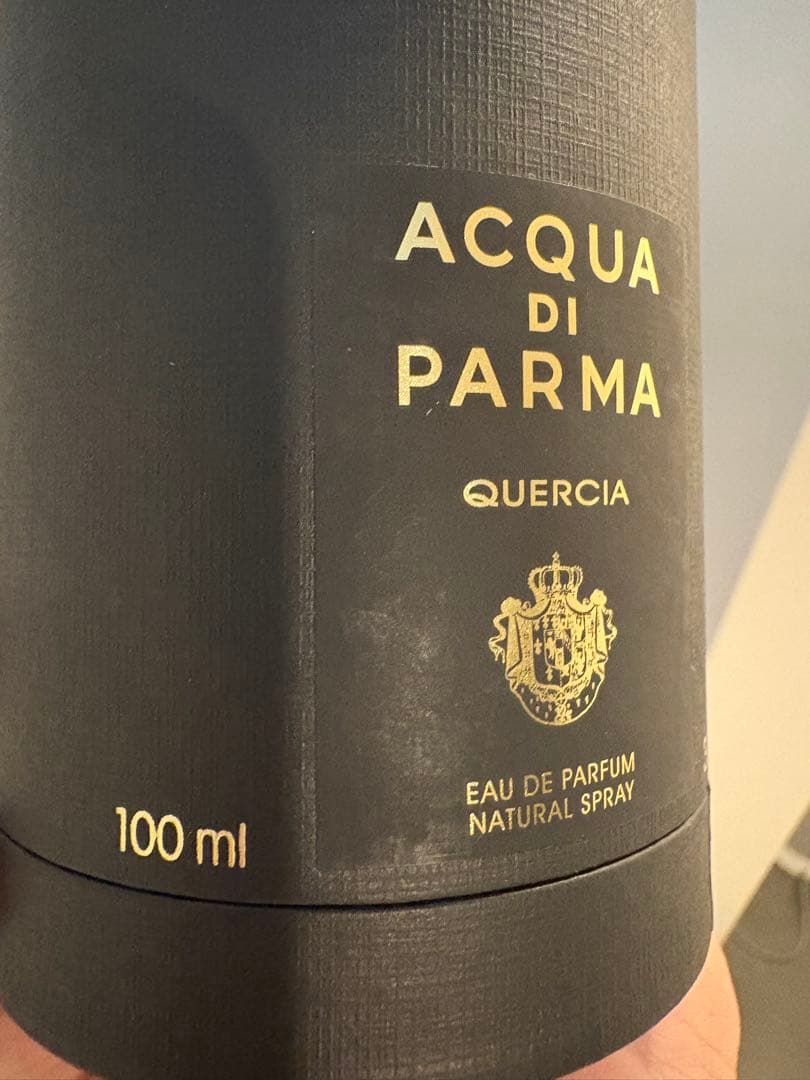 ACQUA
DI
PARMA
QUERCIA
EAU DE PARFUM
NATURAL SPRAY
100 ml